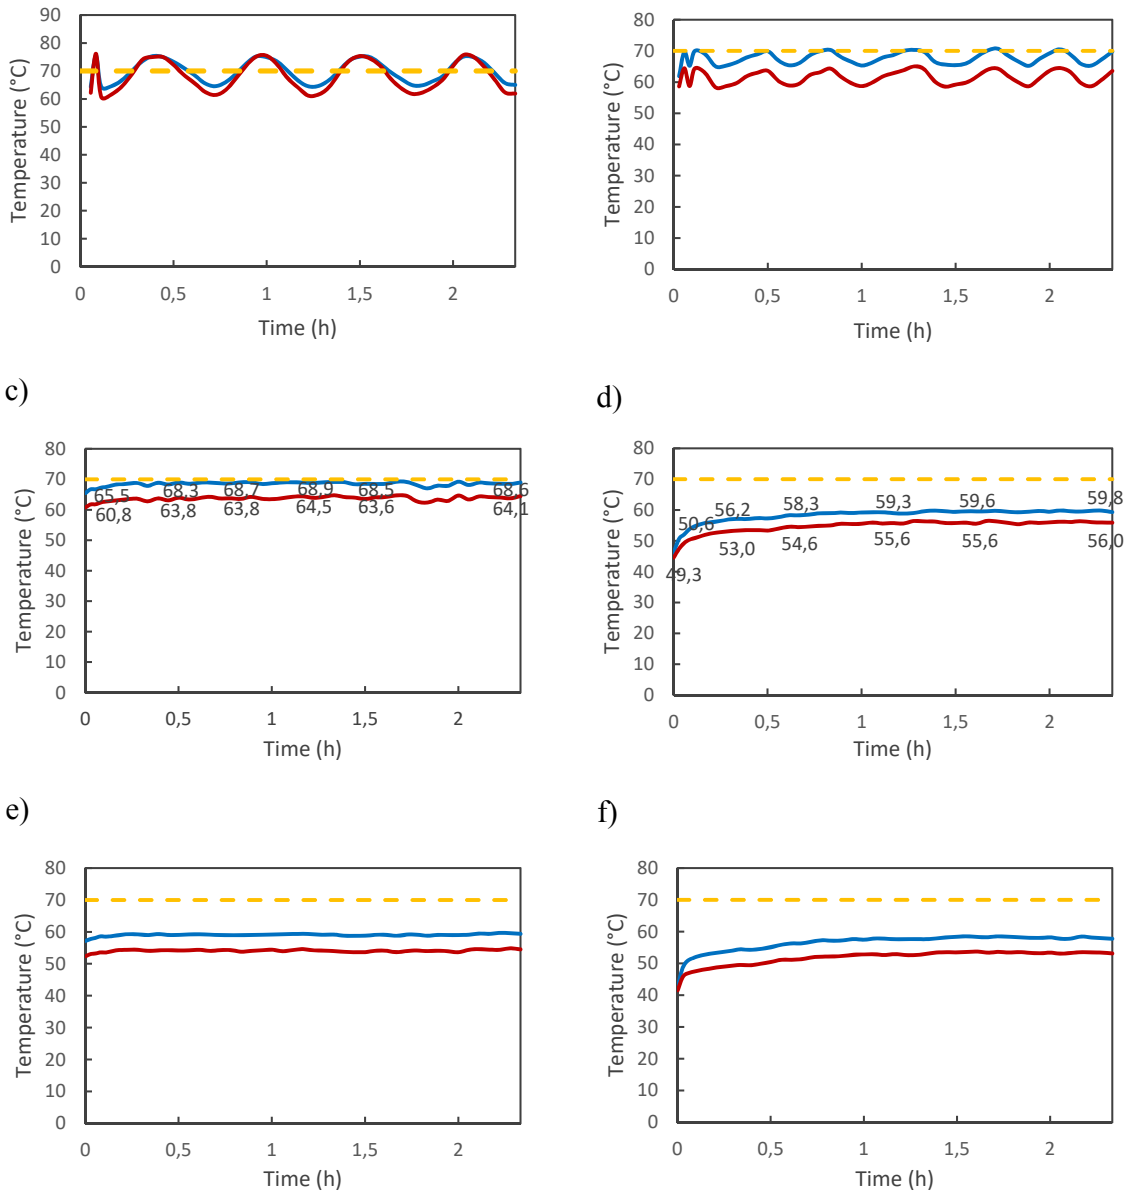 90
80
70
60
50
40
30
20
10
0
Temperature (°C)
0 0,5 1 1,5 2
Time (h)
80
70
60
50
40
30
20
10
0
Temperature (°C)
0 0,5 1 1,5 2
Time (h)
c)
80
70
60
50
40
30
20
10
0
Temperature (°C)
65,5 68,3 68,7 68,9 68,5 68,6
60,8 63,8 63,8 64,5 63,6 64,1
0 0,5 1 1,5 2
Time (h)
d)
80
70
60
50
40
30
20
10
0
Temperature (°C)
50,6 56,2 58,3 59,3 59,6 59,8
49,3 53,0 54,6 55,6 55,6 56,0
0 0,5 1 1,5 2
Time (h)
e)
80
70
60
50
40
30
20
10
0
Temperature (°C)
0 0,5 1 1,5 2
Time (h)
f)
80
70
60
50
40
30
20
10
0
Temperature (°C)
0 0,5 1 1,5 2
Time (h)